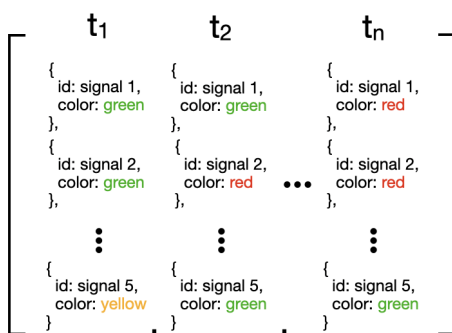 t1 t2 tn
{ { {
id: signal 1, id: signal 1, id: signal 1,
color: green color: green color: red
}, }, },
{ { {
id: signal 2, id: signal 2, id: signal 2,
color: green color: red ... color: red
}, }, },
{ { {
id: signal 5, id: signal 5, id: signal 5,
color: yellow color: green color: green
} , } , }